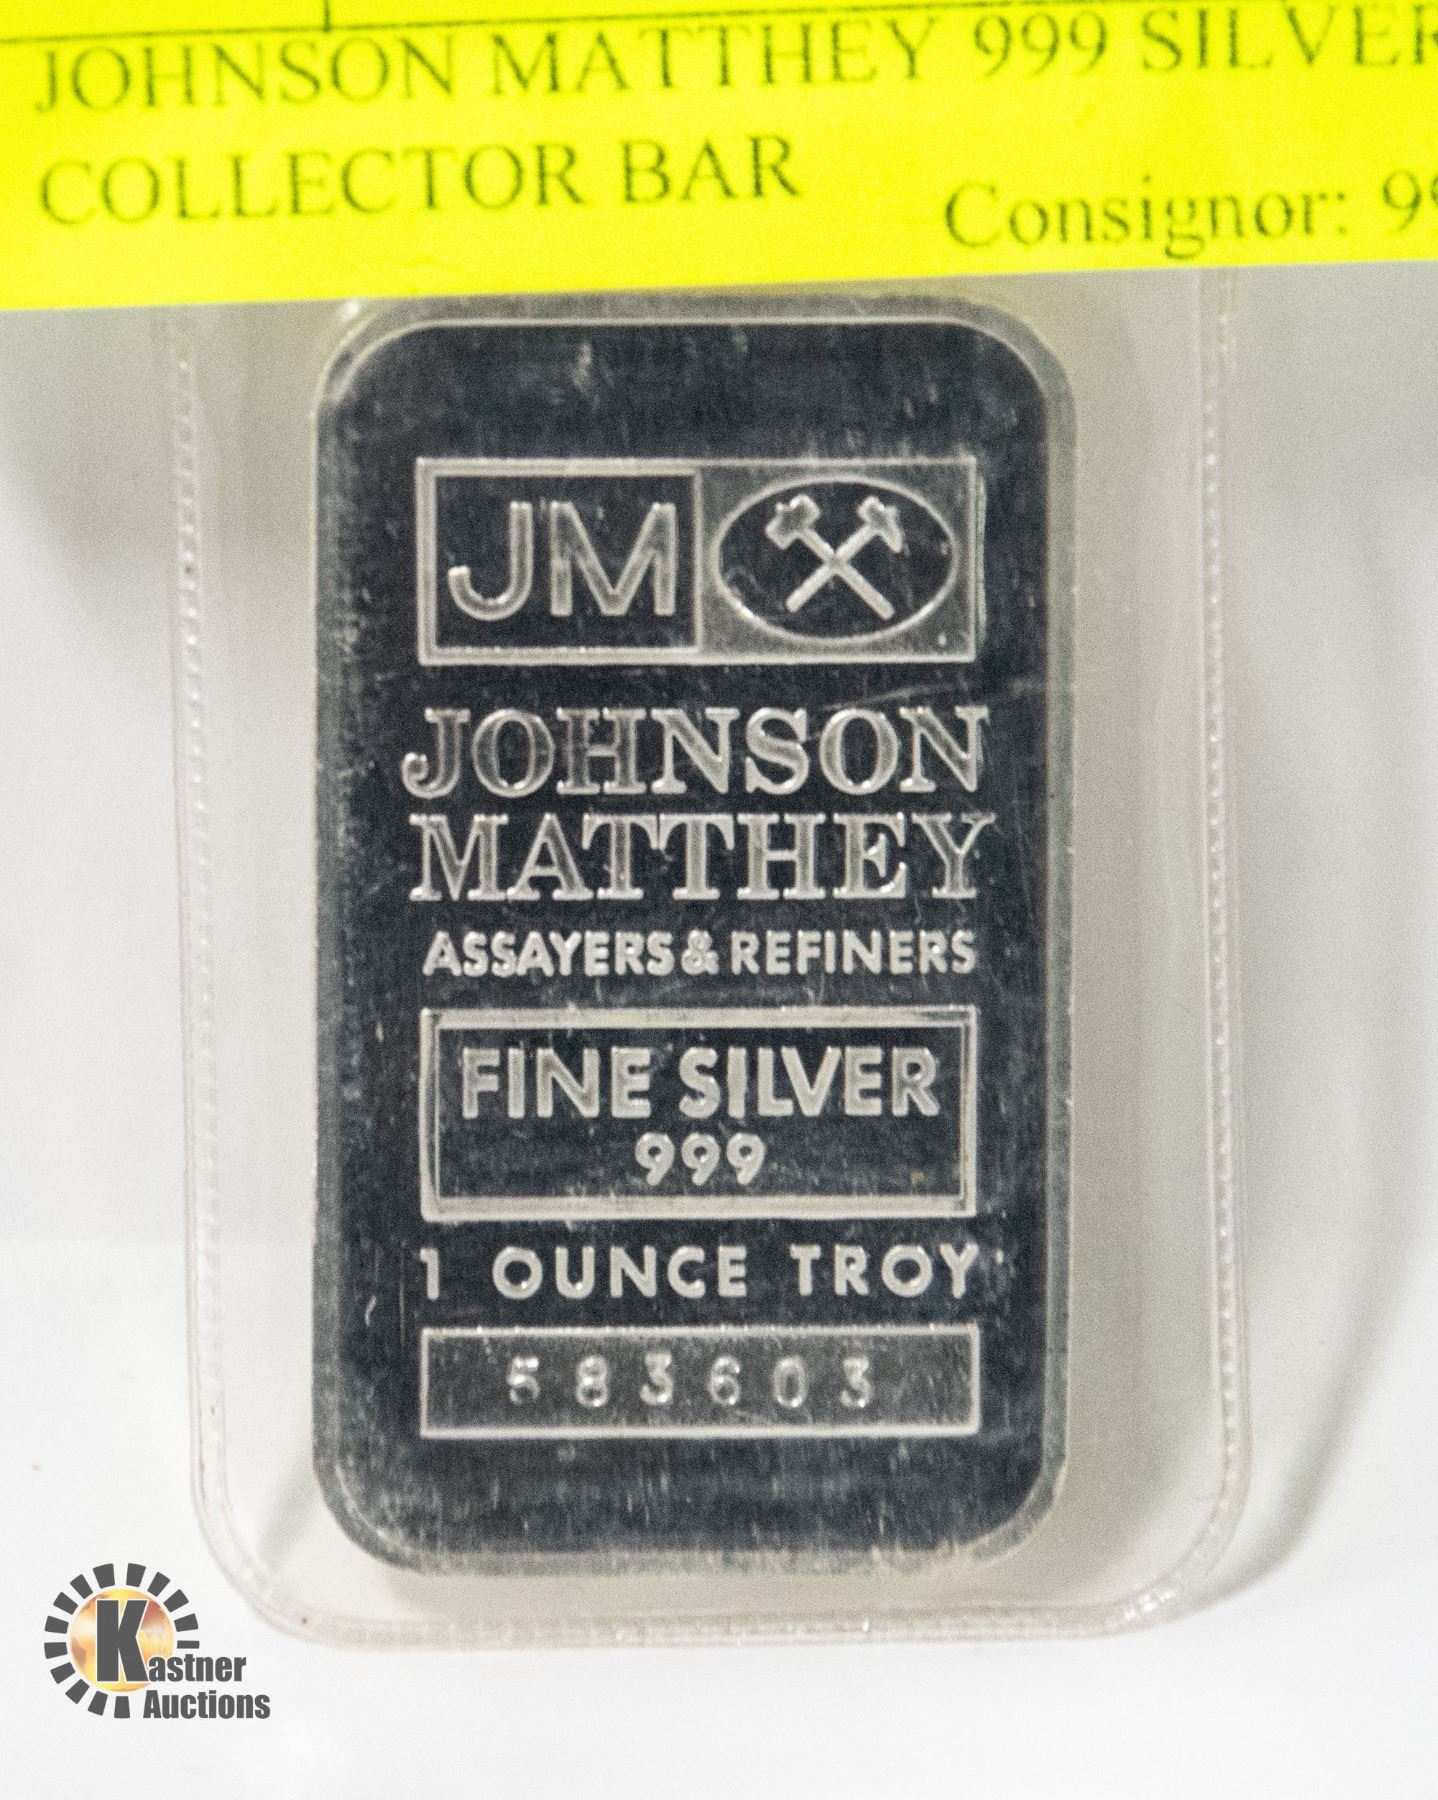 JOHNSON MATTHEY 999 SILVER
COLLECTOR BAR
Consignor: 99
JM
JOHNSON
MATTHEY
ASSAYERS & REFINERS
FINE SILVER
999
1 OUNCE TROY
583603
Kastner
Auctions